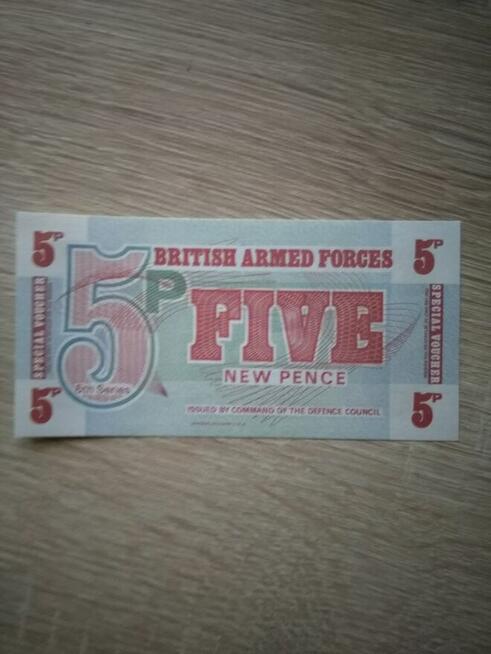 5P
BRITISH ARMED FORCES
5P
SPECIAL VOUCHER
5P
FIVE
SPECIAL VOUCHER
NEW PENCE
6TH Series
5P
ISSUED BY COMMAND OF THE DEFENCE COUNCIL
5P